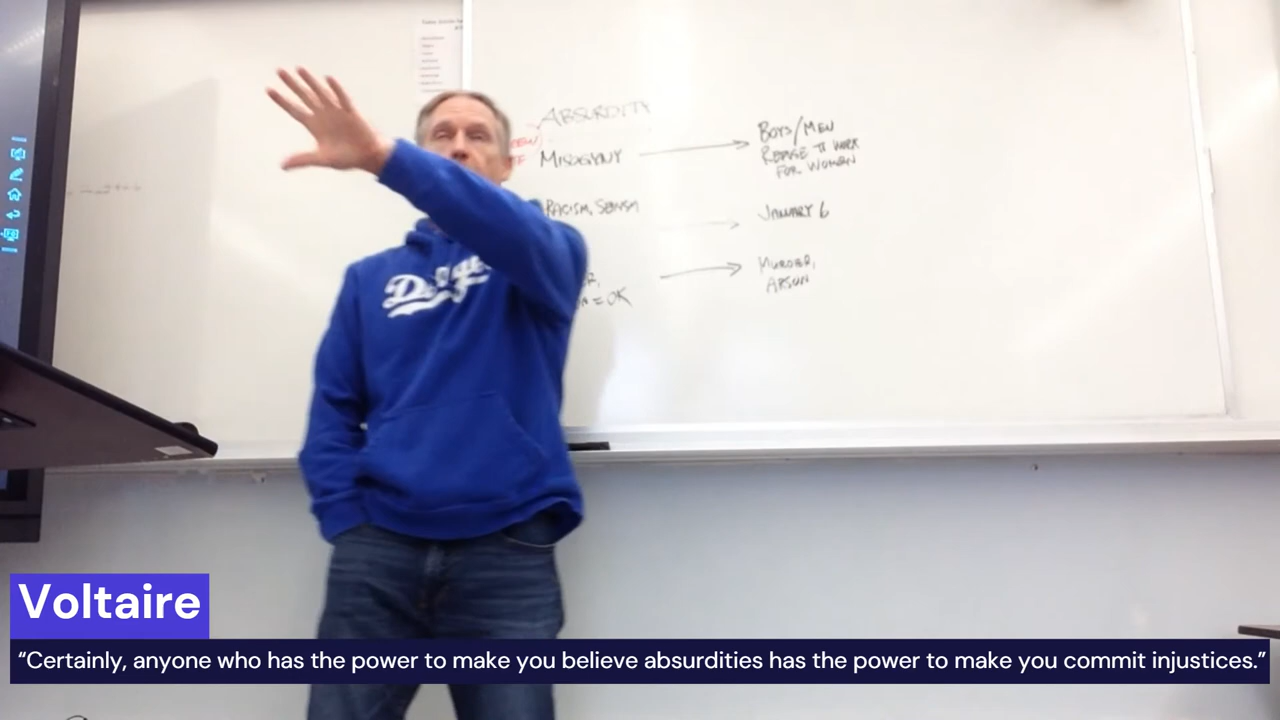 ABSURDITY
MISOGYNY
BOYS/MEN
REFUSE TO WORK
FOR WOMAN
RACISM, SEXISM
JANUARY 6
MURDER,
ARSON
= OK
Dodgers
Voltaire
“Certainly, anyone who has the power to make you believe absurdities has the power to make you commit injustices.”